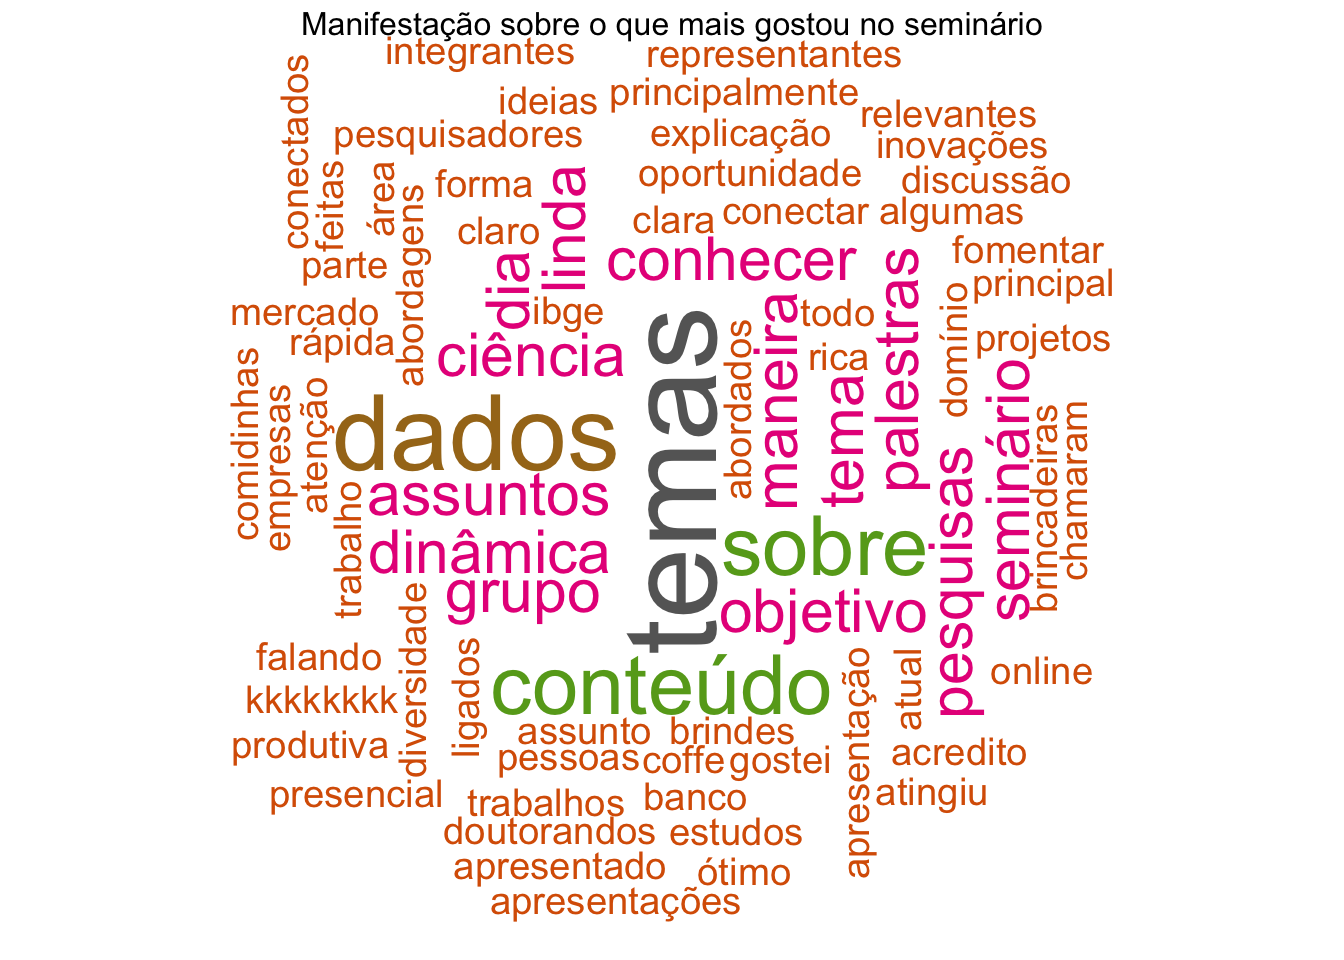 Manifestação sobre o que mais gostou no seminário
integrantes
representantes
conectados
ideias
principalmente
relevantes
pesquisadores
explicação
inovações
feitas
área
abordagens
forma
linda
oportunidade
discussão
claro
clara
conectar
algumas
parte
dia
conhecer
palestras
fomentar
principal
mercado
ibge
todo
domínio
rápida
ciência
temas
abordados
maneira
rica
projetos
comidinhas
empresas
atenção
dados
tema
seminário
brincadeiras
chamaram
trabalho
assuntos
pesquisas
dinâmica
sobre
grupo
objetivo
falando
diversidade
ligados
conteúdo
apresentação
atual
online
kkkkkkkk
produtiva
assunto
brindes
pessoas
coffe
gostei
acredito
presencial
trabalhos
banco
atingiu
doutorandos
estudos
apresentado
ótimo
apresentações